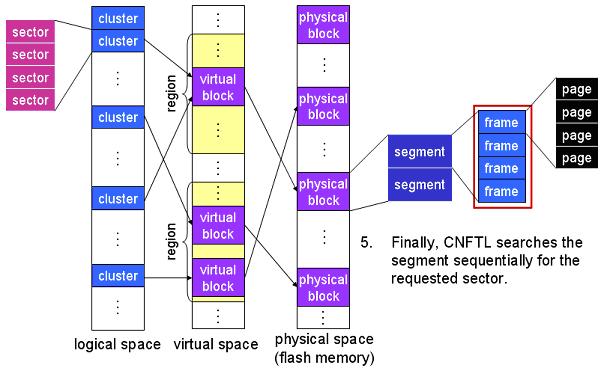 sector
sector
sector
sector
cluster
cluster
⋮
cluster
⋮
cluster
⋮
cluster
⋮
logical space
⋮
region
⋮
virtual
block
⋮
⋮
region
⋮
virtual
block
⋮
virtual
block
⋮
virtual space
physical
block
⋮
physical
block
⋮
physical
block
⋮
physical
block
⋮
physical space
(flash memory)
segment
segment
frame
frame
frame
frame
page
page
page
page
5. Finally, CNFTL searches the
segment sequentially for the
requested sector.